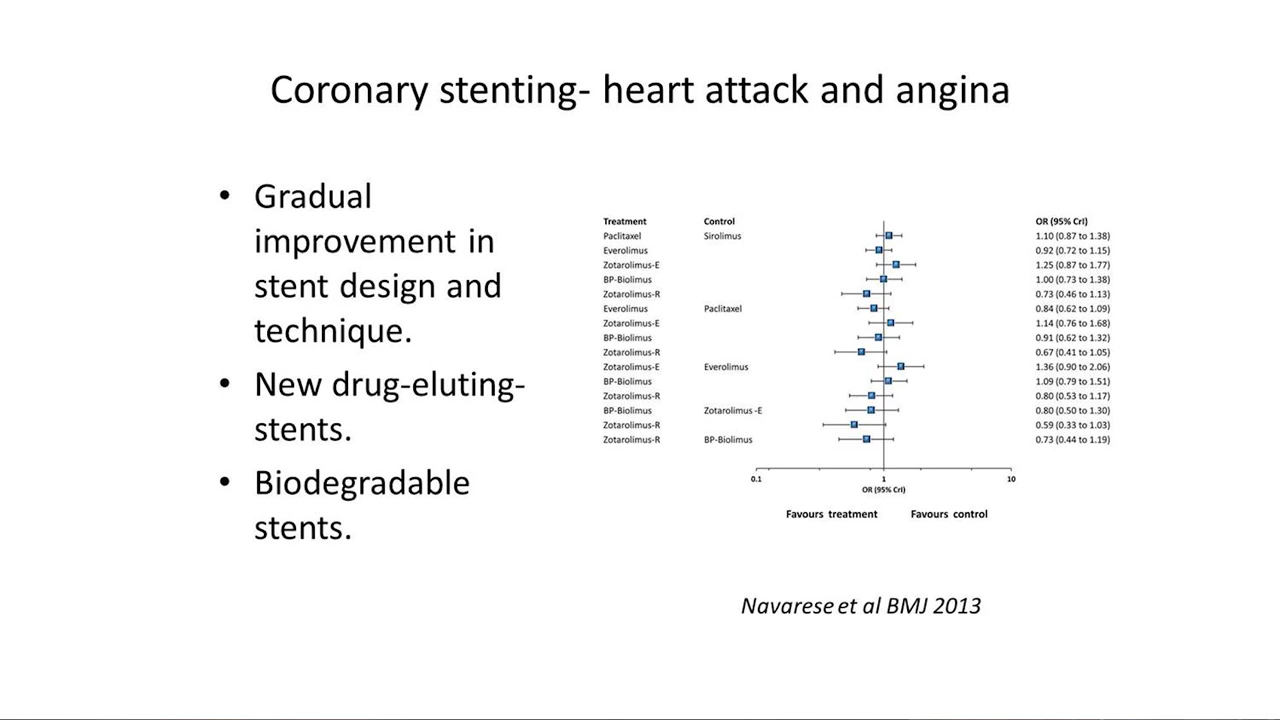 Coronary stenting- heart attack and angina
• Gradual
improvement in
stent design and
technique.
• New drug-eluting-
stents.
• Biodegradable
stents.
Treatment Control OR (95% CrI)
Paclitaxel Sirolimus 1.10 (0.87 to 1.38)
Everolimus 0.92 (0.72 to 1.15)
Zotarolimus-E 1.25 (0.87 to 1.77)
BP-Biolimus 1.00 (0.73 to 1.38)
Zotarolimus-R 0.73 (0.46 to 1.13)
Everolimus Paclitaxel 0.84 (0.62 to 1.09)
Zotarolimus-E 1.14 (0.76 to 1.68)
BP-Biolimus 0.91 (0.62 to 1.32)
Zotarolimus-R 0.67 (0.41 to 1.05)
Zotarolimus-E Everolimus 1.36 (0.90 to 2.06)
BP-Biolimus 1.09 (0.79 to 1.51)
Zotarolimus-R 0.80 (0.53 to 1.17)
BP-Biolimus Zotarolimus -E 0.80 (0.50 to 1.30)
Zotarolimus-R 0.59 (0.33 to 1.03)
Zotarolimus-R BP-Biolimus 0.73 (0.44 to 1.19)
0.1 1 10
OR (95% CrI)
Favours treatment Favours control
Navarese et al BMJ 2013